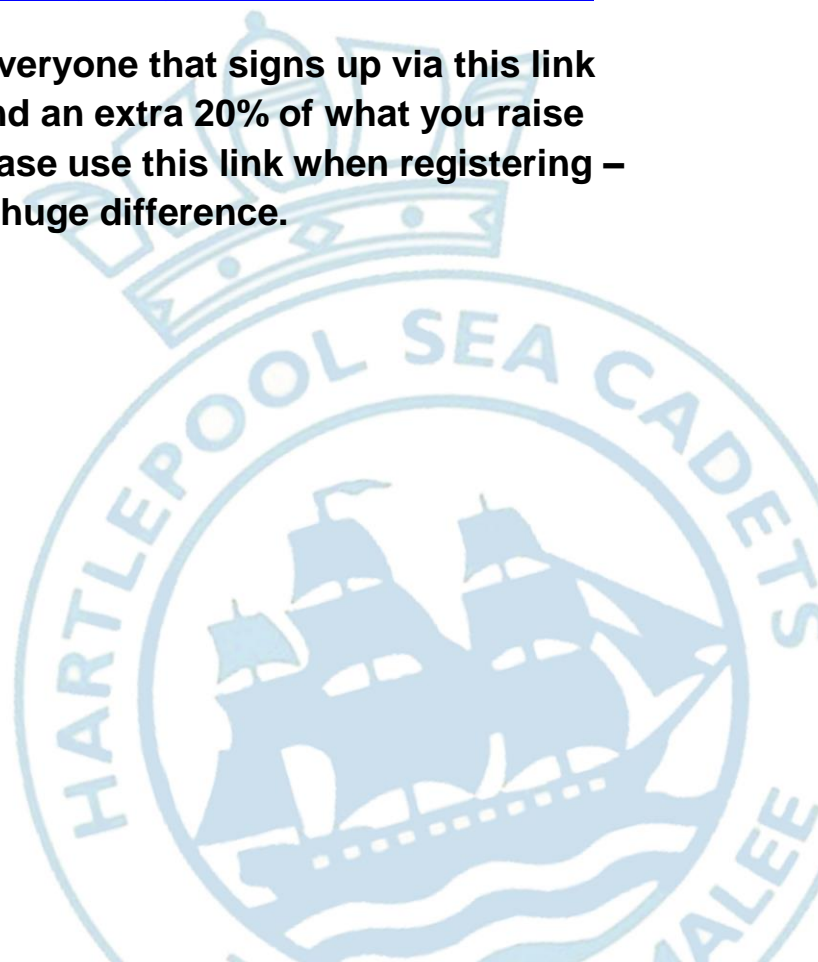 veryone that signs up via this link
nd an extra 20% of what you raise
ase use this link when registering –
huge difference.
HARTLEPOOL SEA CADETS
MALEE